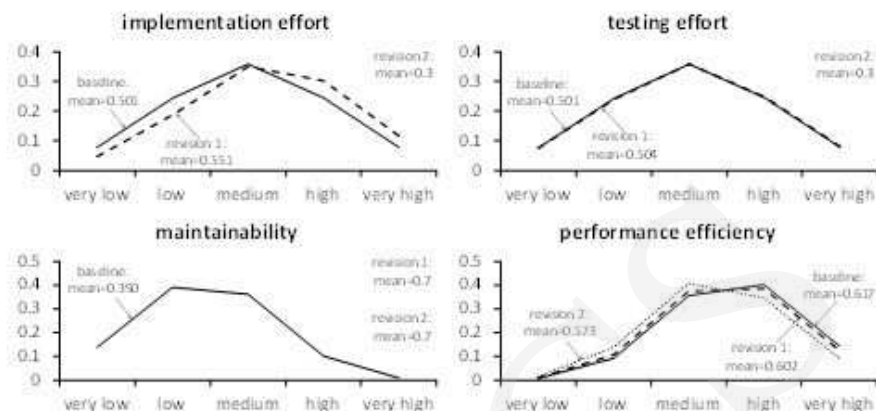 implementation effort
0.4
0.3
0.2
0.1
0
baseline:
mean=0.501
revision 1:
mean=0.551
revision 2:
mean=0.3
very low low medium high very high
testing effort
0.4
0.3
0.2
0.1
0
baseline:
mean=0.501
revision 1:
mean=0.504
revision 2:
mean=0.3
very low low medium high very high
maintainability
0.5
0.4
0.3
0.2
0.1
0
baseline:
mean=0.350
revision 1:
mean=0.7
revision 2:
mean=0.7
very low low medium high very high
performance efficiency
0.5
0.4
0.3
0.2
0.1
0
revision 2:
mean=0.573
baseline:
mean=0.617
revision 1:
mean=0.602
very low low medium high very high